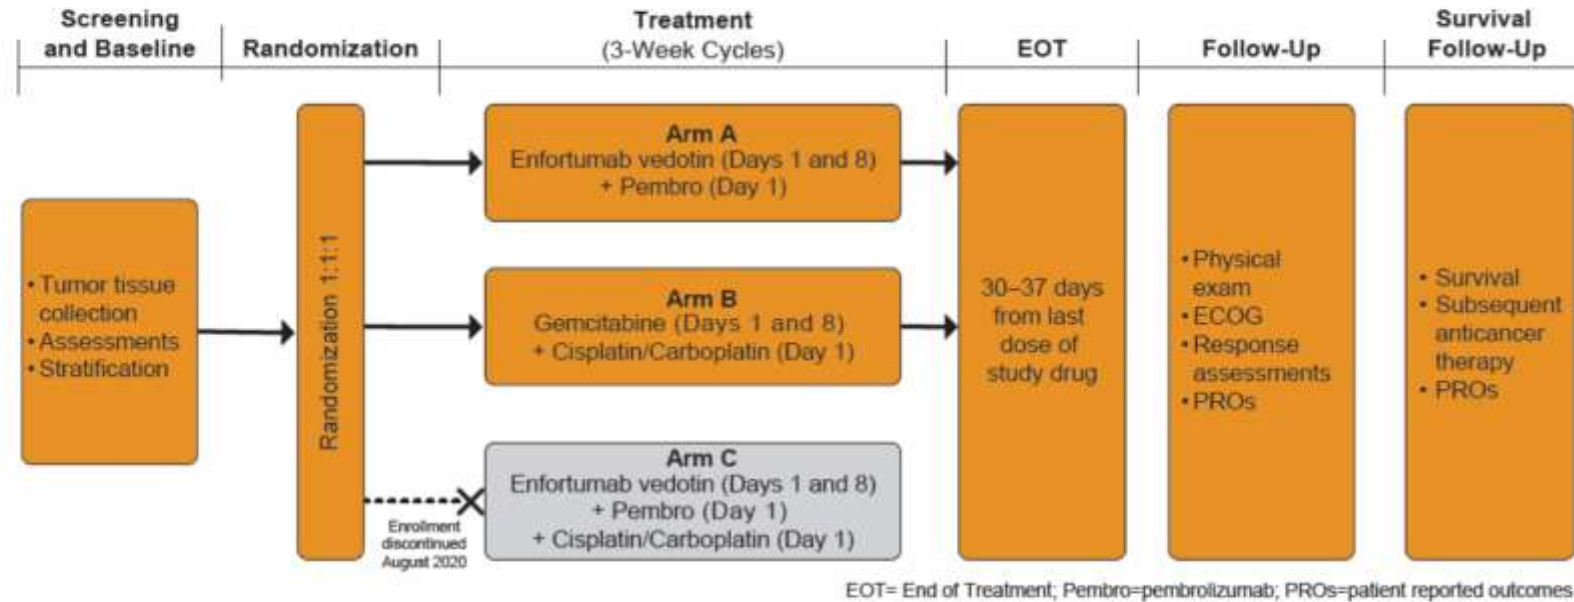 Screening
and Baseline
Randomization
Treatment
(3-Week Cycles)
EOT
Follow-Up
Survival
Follow-Up
• Tumor tissue
collection
• Assessments
• Stratification
Randomization 1:1:1
Arm A
Enfortumab vedotin (Days 1 and 8)
+ Pembro (Day 1)
Arm B
Gemcitabine (Days 1 and 8)
+ Cisplatin/Carboplatin (Day 1)
Enrollment
discontinued
August 2020
Arm C
Enfortumab vedotin (Days 1 and 8)
+ Pembro (Day 1)
+ Cisplatin/Carboplatin (Day 1)
30–37 days
from last
dose of
study drug
• Physical
exam
• ECOG
• Response
assessments
• PROs
• Survival
• Subsequent
anticancer
therapy
• PROs
EOT= End of Treatment; Pembro=pembrolizumab; PROs=patient reported outcomes